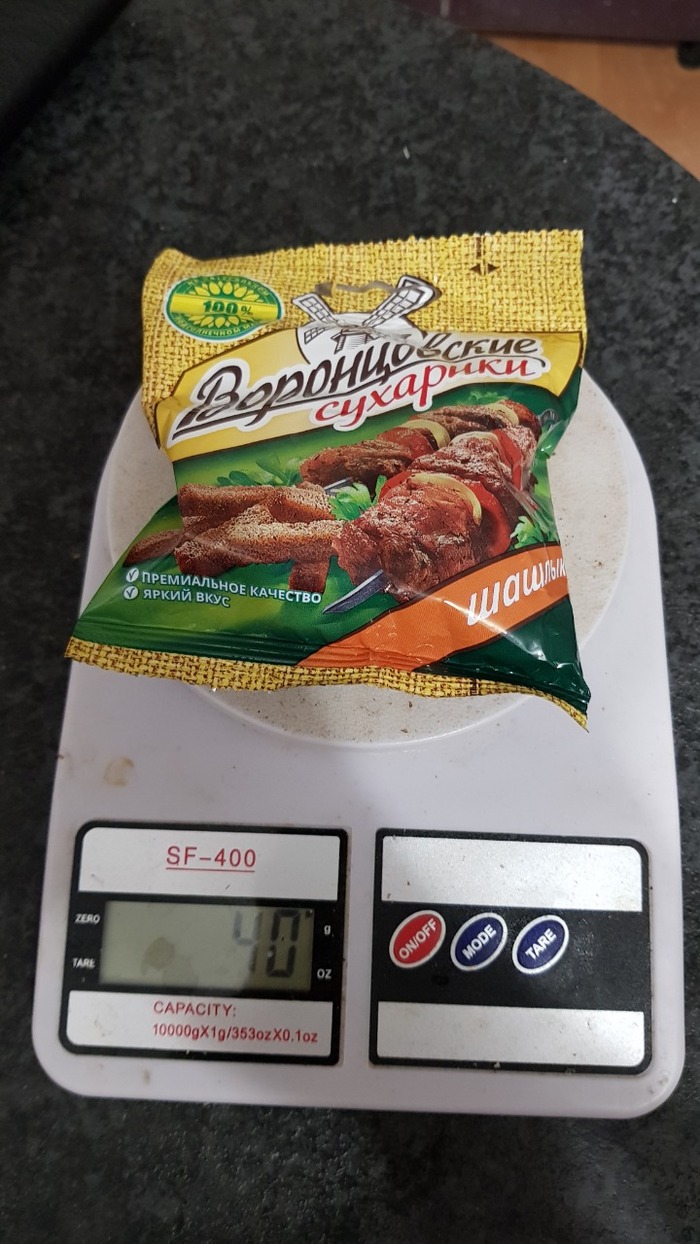 100%
Воронцовские
сухарики
ПРЕМИАЛЬНОЕ КАЧЕСТВО
ЯРКИЙ ВКУС
шашлык
SF-400
ZERO
TARE
40
g
oz
CAPACITY:
10000gX1g/353ozX0.1oz
ON/OFF
MODE
TARE